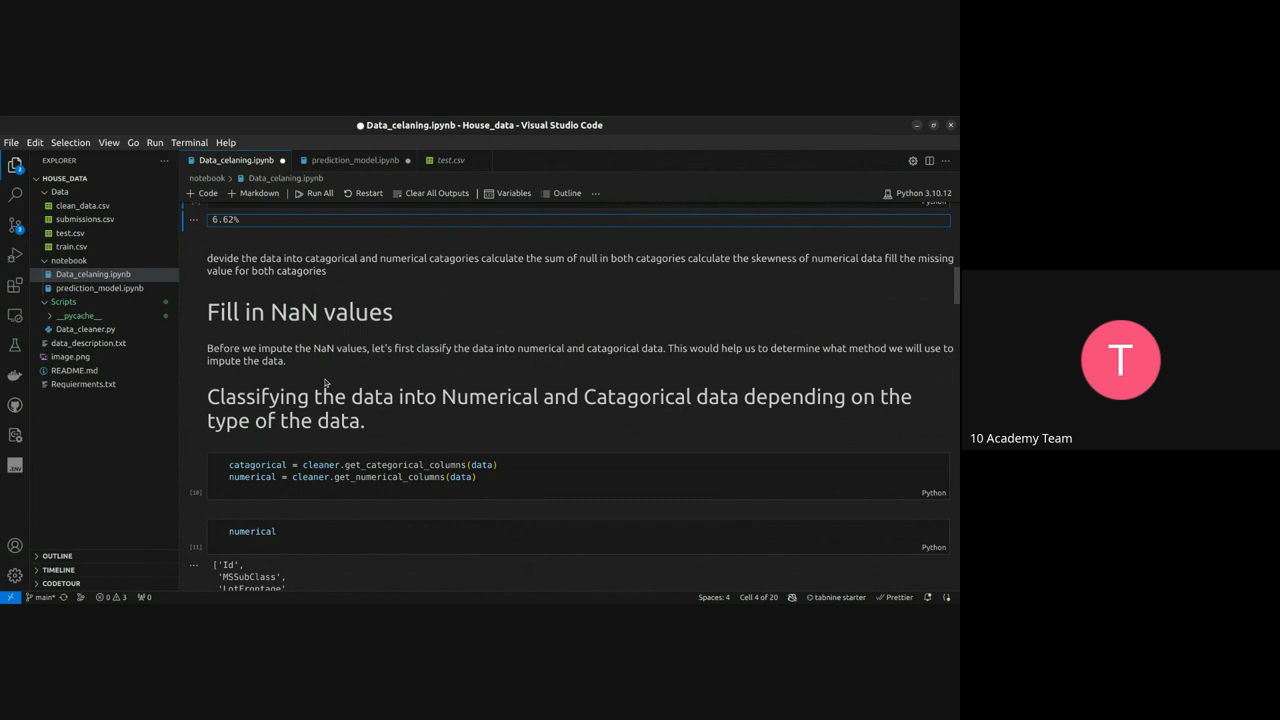 Data_celaning.ipynb - House_data - Visual Studio Code
File Edit Selection View Go Run Terminal Help
EXPLORER
Data_celaning.ipynb
prediction_model.ipynb
test.csv
HOUSE_DATA
notebook > Data_celaning.ipynb
Data
Code
Markdown
Run All
Restart
Clear All Outputs
Variables
Outline
Python 3.10.12
clean_data.csv
submissions.csv
test.csv
train.csv
notebook
Data_celaning.ipynb
prediction_model.ipynb
Scripts
__pycache__
Data_cleaner.py
data_description.txt
image.png
README.md
Requierments.txt
OUTLINE
TIMELINE
CODETOUR
6.62%
devide the data into catagorical and numerical catagories calculate the sum of null in both catagories calculate the skewness of numerical data fill the missing
value for both catagories
Fill in NaN values
Before we impute the NaN values, let's first classify the data into numerical and catagorical data. This would help us to determine what method we will use to
impute the data.
Classifying the data into Numerical and Catagorical data depending on the
type of the data.
catagorical = cleaner.get_categorical_columns(data)
numerical = cleaner.get_numerical_columns(data)
[10]
Python
numerical
[11]
Python
['Id',
'MSSubClass',
'LotFrontage'
main*
0
3
0
Spaces: 4
Cell 4 of 20
tabnine starter
Prettier
T
10 Academy Team